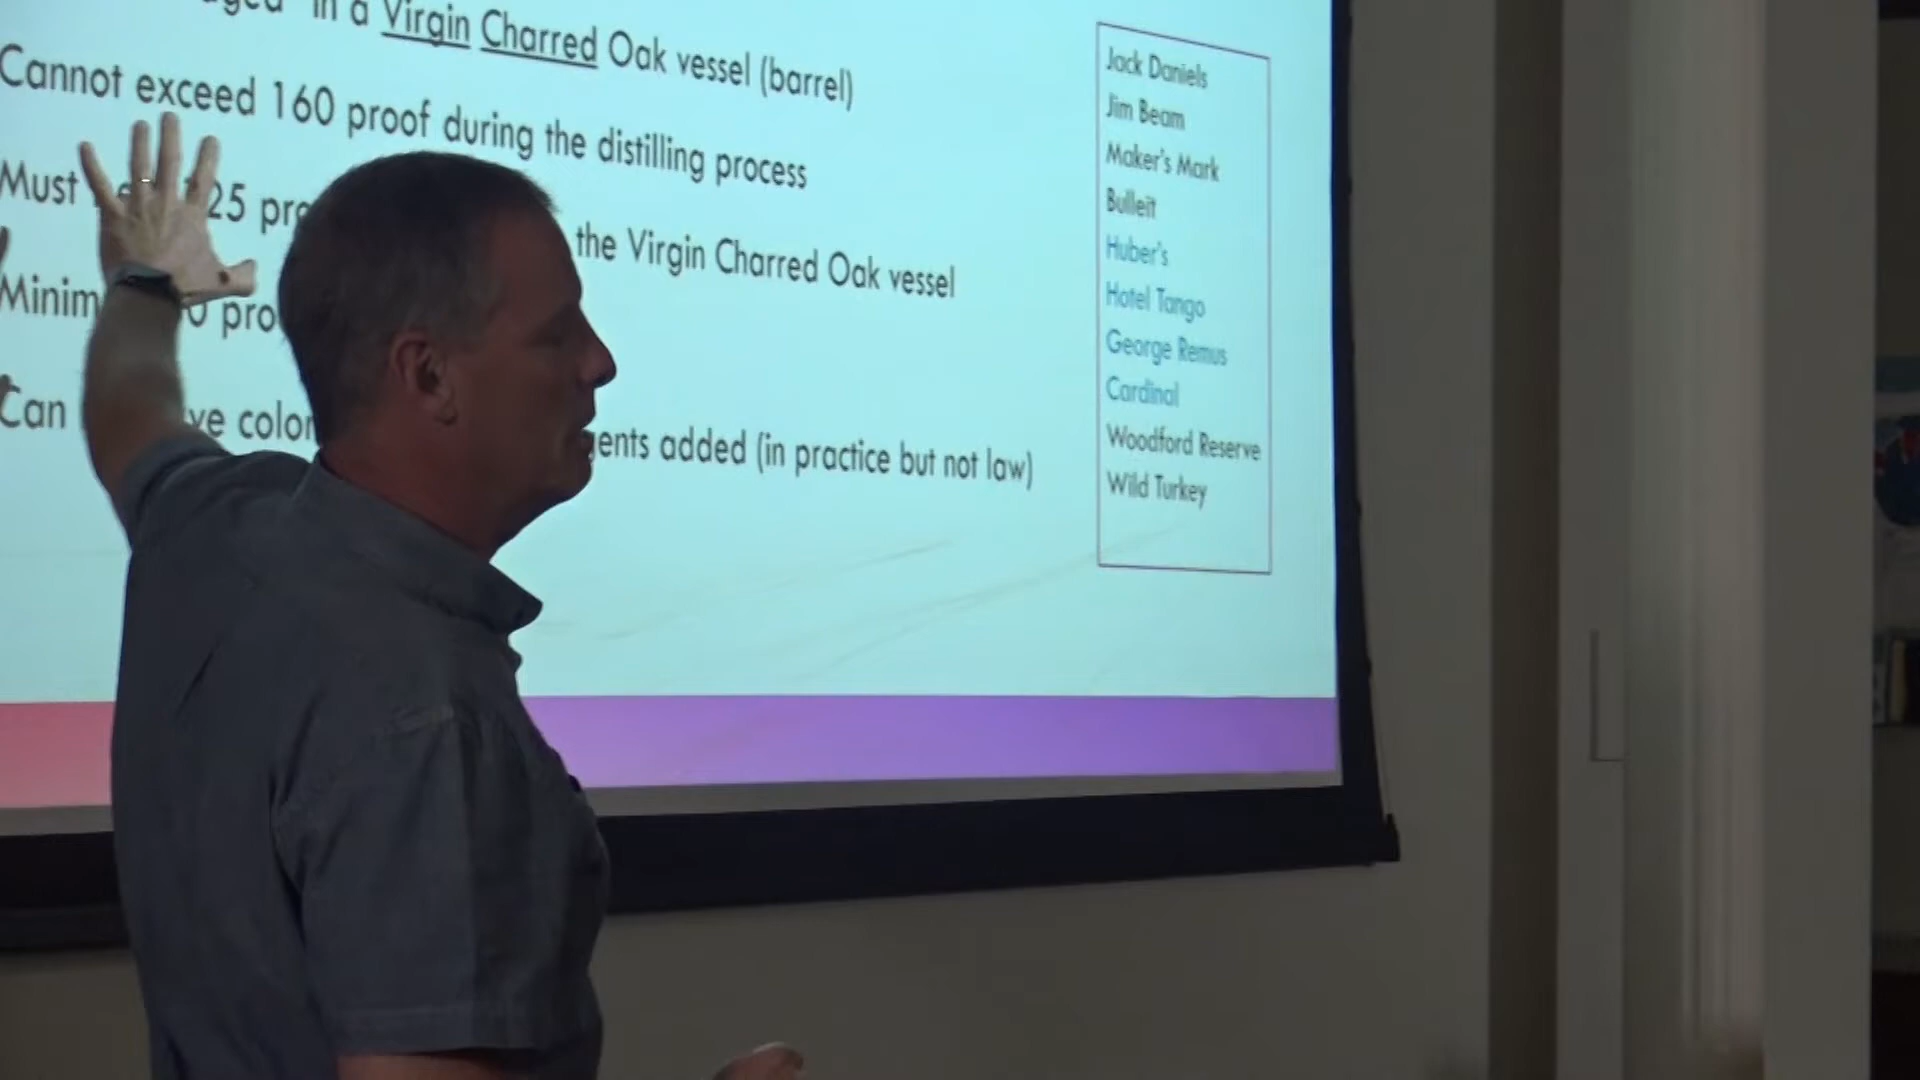 in a Virgin Charred Oak vessel (barrel)
Cannot exceed 160 proof during the distilling process
Must 25 the Virgin Charred Oak vessel
Can color added (in practice but not law)
Jack Daniels
Jim Beam
Maker's Mark
Bulleit
Huber's
Hotel Tango
George Remus
Cardinal
Woodford Reserve
Wild Turkey